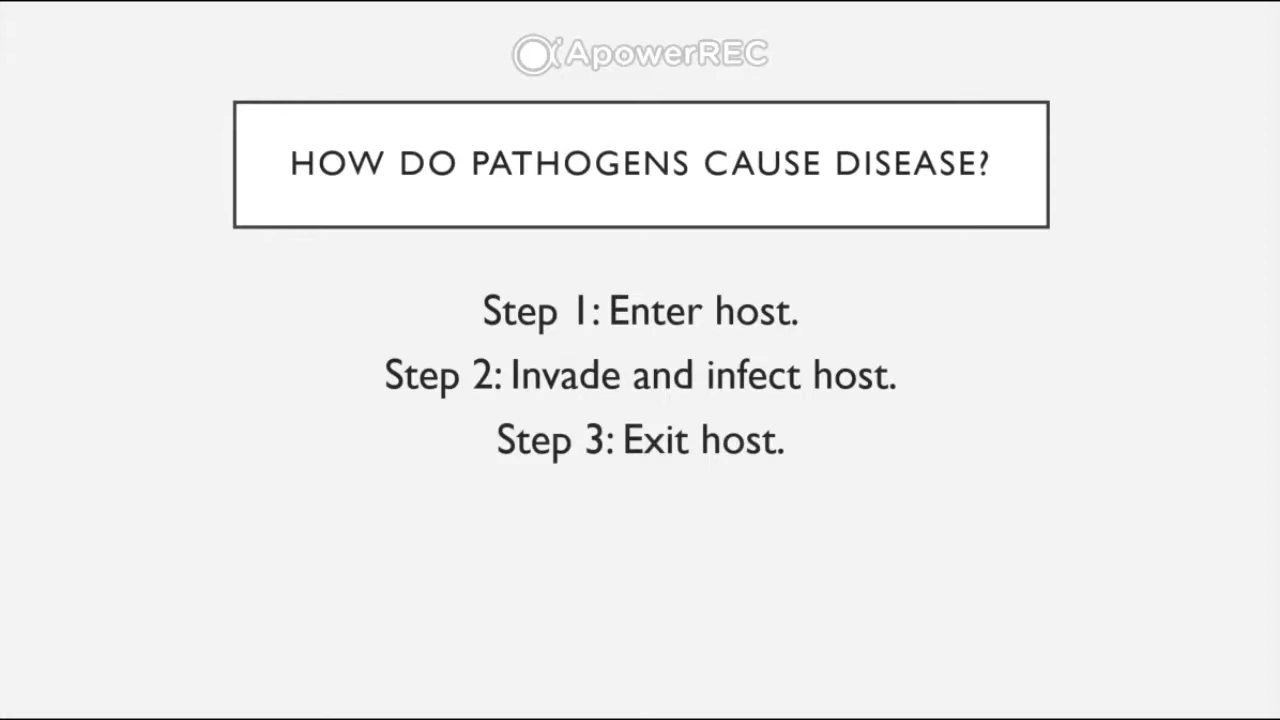 ApowerREC
HOW DO PATHOGENS CAUSE DISEASE?
Step 1: Enter host.
Step 2: Invade and infect host.
Step 3: Exit host.